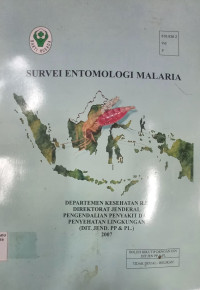 SURVEI ENTOMOLOGI MALARIA
DEPARTEMEN KESEHATAN R.I
DIREKTORAT JENDERAL
PENGENDALIAN PENYAKIT DAN
PENYEHATAN LINGKUNGAN
(DIT. JEND. PP & PL.)
2007